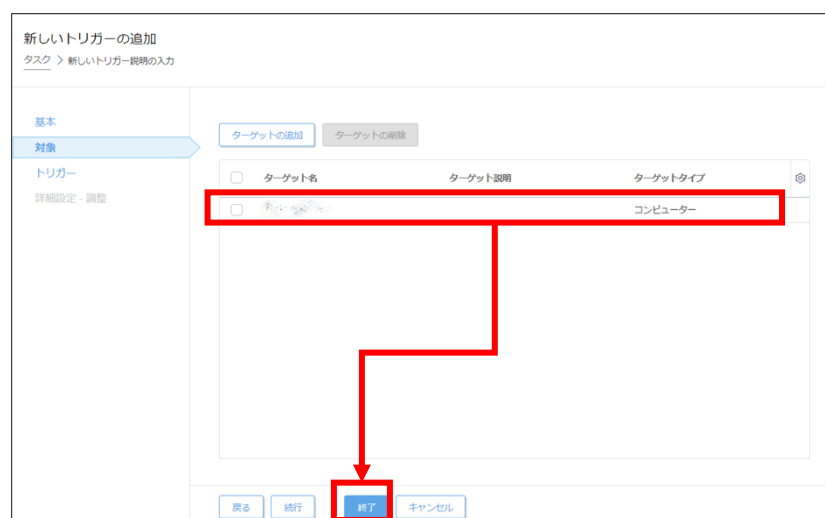 新しいトリガーの追加
タスク > 新しいトリガー説明の入力
基本
対象
トリガー
詳細設定 - 調整
ターゲットの追加 ターゲットの削除
ターゲット名 ターゲット説明 ターゲットタイプ
コンピューター
戻る 続行 終了 キャンセル